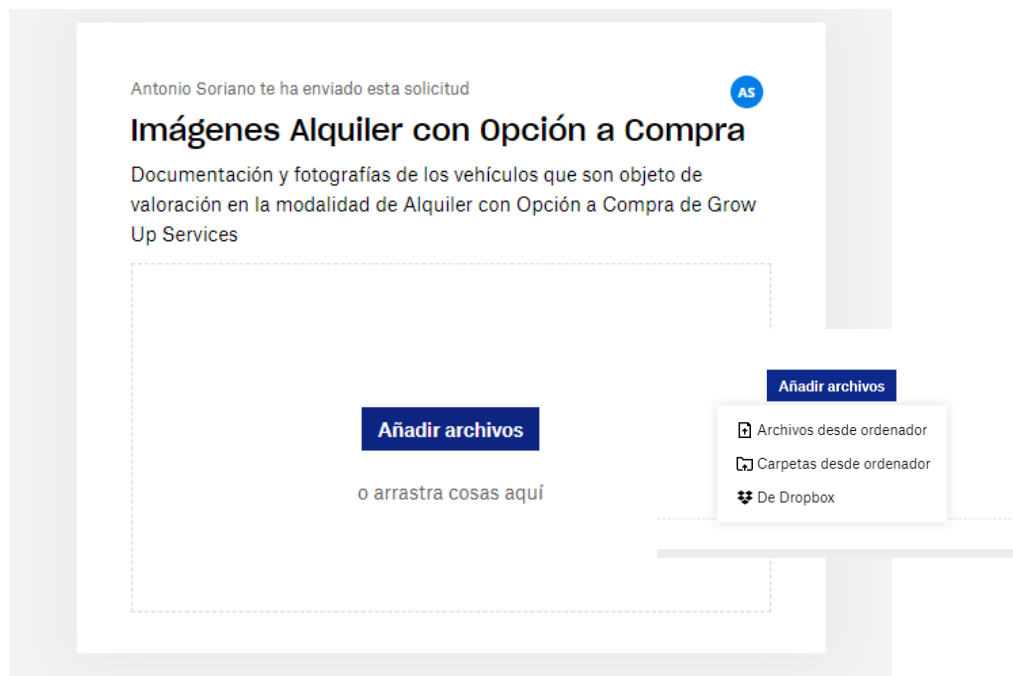 Antonio Soriano te ha enviado esta solicitud
AS
Imágenes Alquiler con Opción a Compra
Documentación y fotografías de los vehículos que son objeto de
valoración en la modalidad de Alquiler con Opción a Compra de Grow
Up Services
Añadir archivos
o arrastra cosas aquí
Añadir archivos
Archivos desde ordenador
Carpetas desde ordenador
De Dropbox